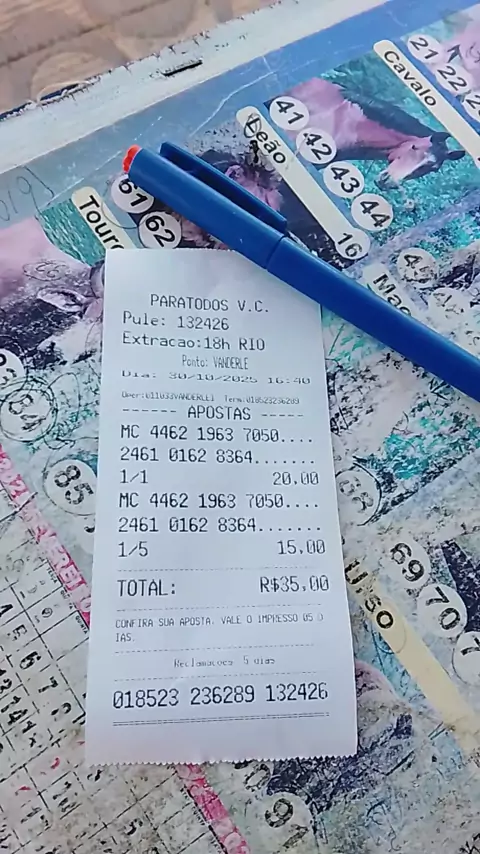 21
22
Cavalo
41
42
43
44
Leão
16
61
62
Touro
PARATODOS V.C.
Pule: 132426
Extracao:18h RIO
Ponto: VANDERLE
Dia: 30/10/2025 16:40
------ APOSTAS ------
MC 4462 1963 7050....
2461 0162 8364.......
1/1 20,00
MC 4462 1963 7050....
2461 0162 8364.......
1/5 15,00
TOTAL: R$35,00
CONFIRA SUA APOSTA. VALE O IMPRESSO 05 D
IAS.
Reclamacoes 5 dias
018523 236289 132426
84
85
69
70